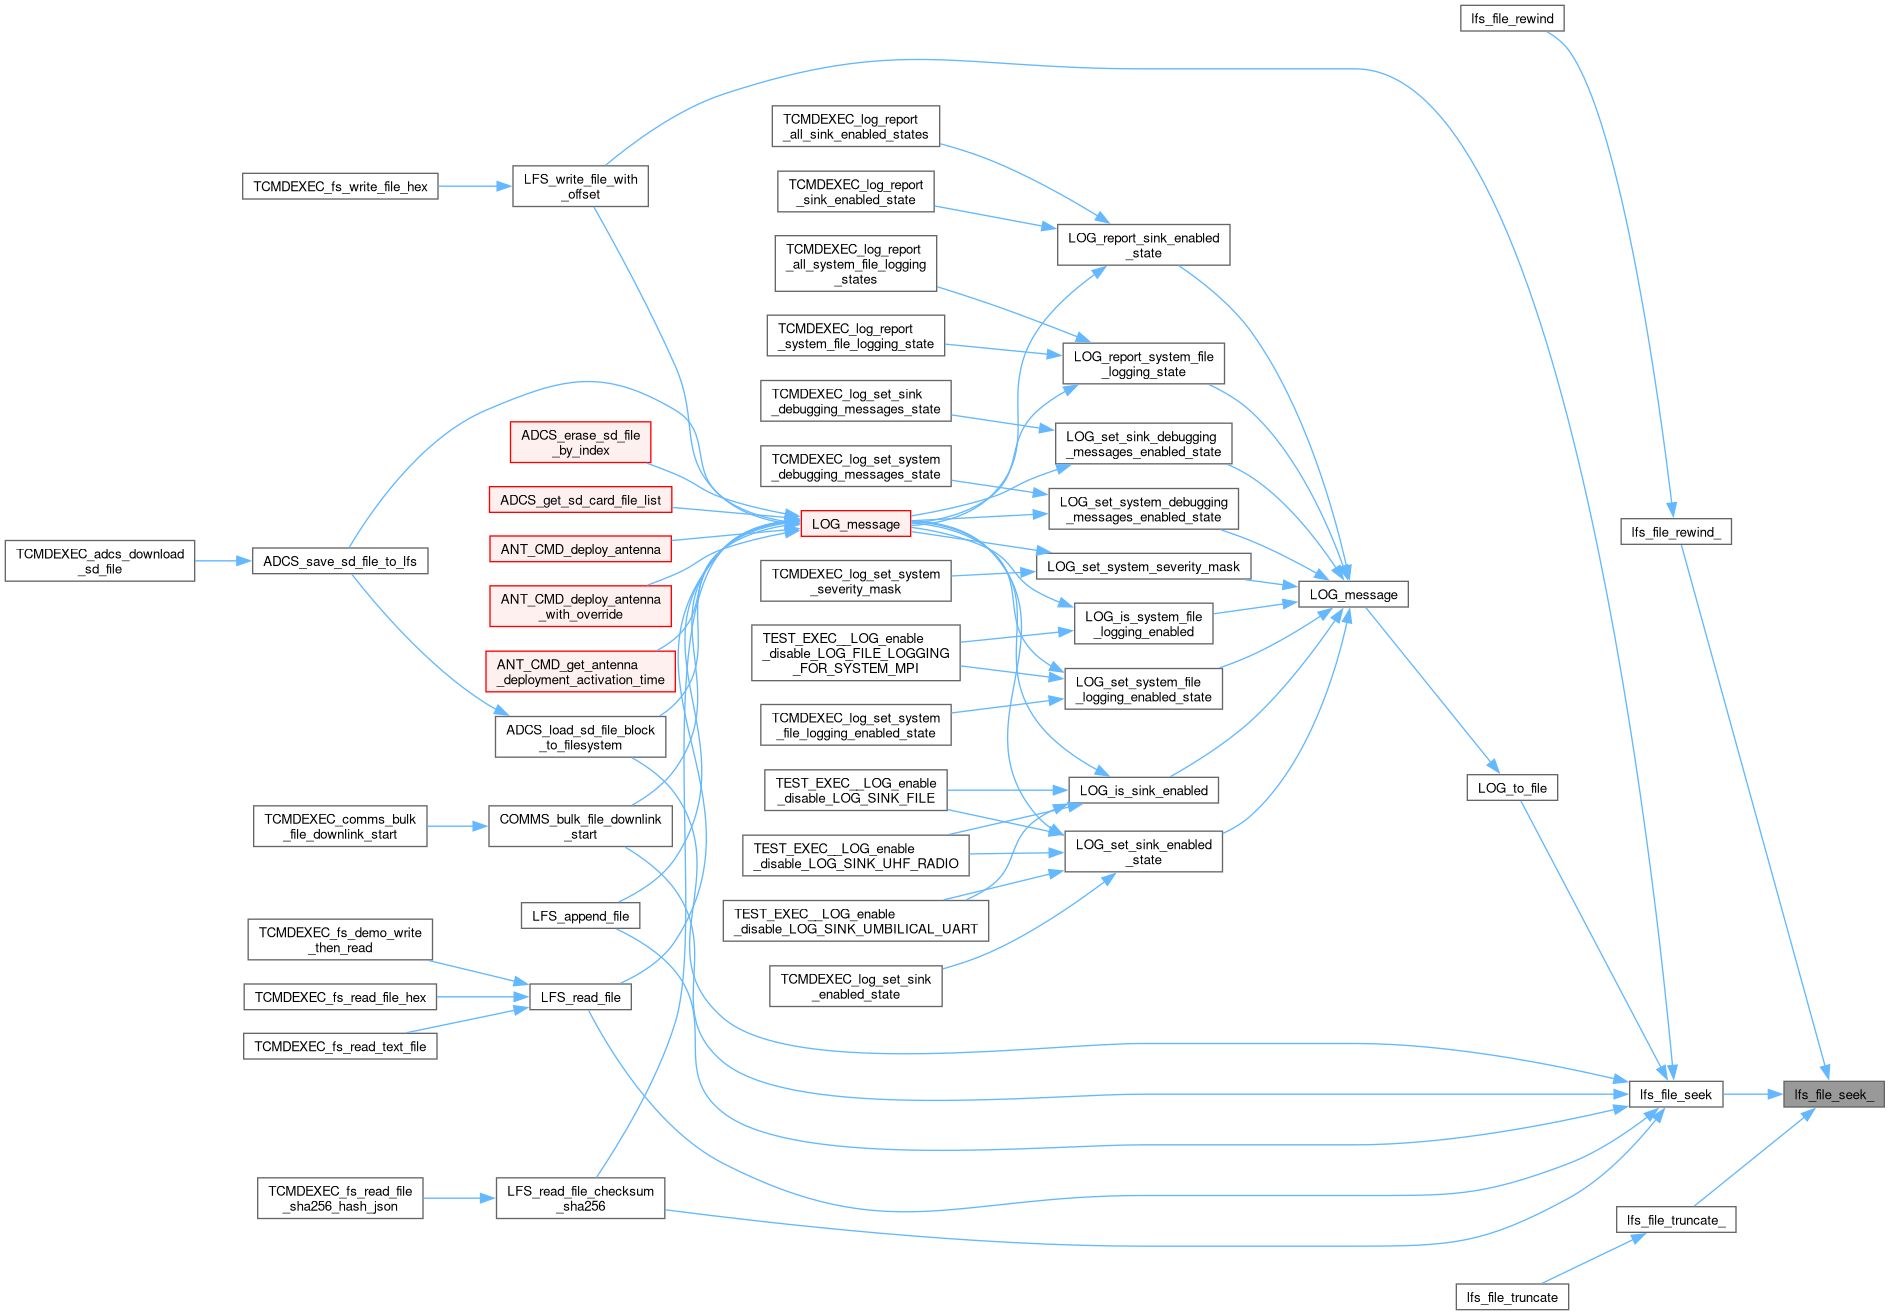 lfs_file_rewind
TCMDEXEC_log_report
_all_sink_enabled_states
TCMDEXEC_fs_write_file_hex
LFS_write_file_with
_offset
TCMDEXEC_log_report
_sink_enabled_state
LOG_report_sink_enabled
_state
TCMDEXEC_log_report
_all_system_file_logging
_states
TCMDEXEC_log_report
_system_file_logging_state
LOG_report_system_file
_logging_state
TCMDEXEC_log_set_sink
_debugging_messages_state
ADCS_erase_sd_file
_by_index
LOG_set_sink_debugging
_messages_enabled_state
TCMDEXEC_log_set_system
_debugging_messages_state
ADCS_get_sd_card_file_list
LOG_set_system_debugging
_messages_enabled_state
LOG_message
lfs_file_rewind_
ANT_CMD_deploy_antenna
TCMDEXEC_adcs_download
_sd_file
ADCS_save_sd_file_to_lfs
LOG_set_system_severity_mask
TCMDEXEC_log_set_system
_severity_mask
LOG_message
ANT_CMD_deploy_antenna
_with_override
LOG_is_system_file
_logging_enabled
TEST_EXEC__LOG_enable
_disable_LOG_FILE_LOGGING
_FOR_SYSTEM_MPI
ANT_CMD_get_antenna
_deployment_activation_time
LOG_set_system_file
_logging_enabled_state
TCMDEXEC_log_set_system
_file_logging_enabled_state
ADCS_load_sd_file_block
_to_filesystem
TEST_EXEC__LOG_enable
_disable_LOG_SINK_FILE
LOG_is_sink_enabled
LOG_to_file
TCMDEXEC_comms_bulk
_file_downlink_start
COMMS_bulk_file_downlink
_start
TEST_EXEC__LOG_enable
_disable_LOG_SINK_UHF_RADIO
LOG_set_sink_enabled
_state
LFS_append_file
TEST_EXEC__LOG_enable
_disable_LOG_SINK_UMBILICAL_UART
TCMDEXEC_fs_demo_write
_then_read
TCMDEXEC_log_set_sink
_enabled_state
TCMDEXEC_fs_read_file_hex
LFS_read_file
TCMDEXEC_fs_read_text_file
lfs_file_seek
lfs_file_seek_
TCMDEXEC_fs_read_file
_sha256_hash_json
LFS_read_file_checksum
_sha256
lfs_file_truncate_
lfs_file_truncate